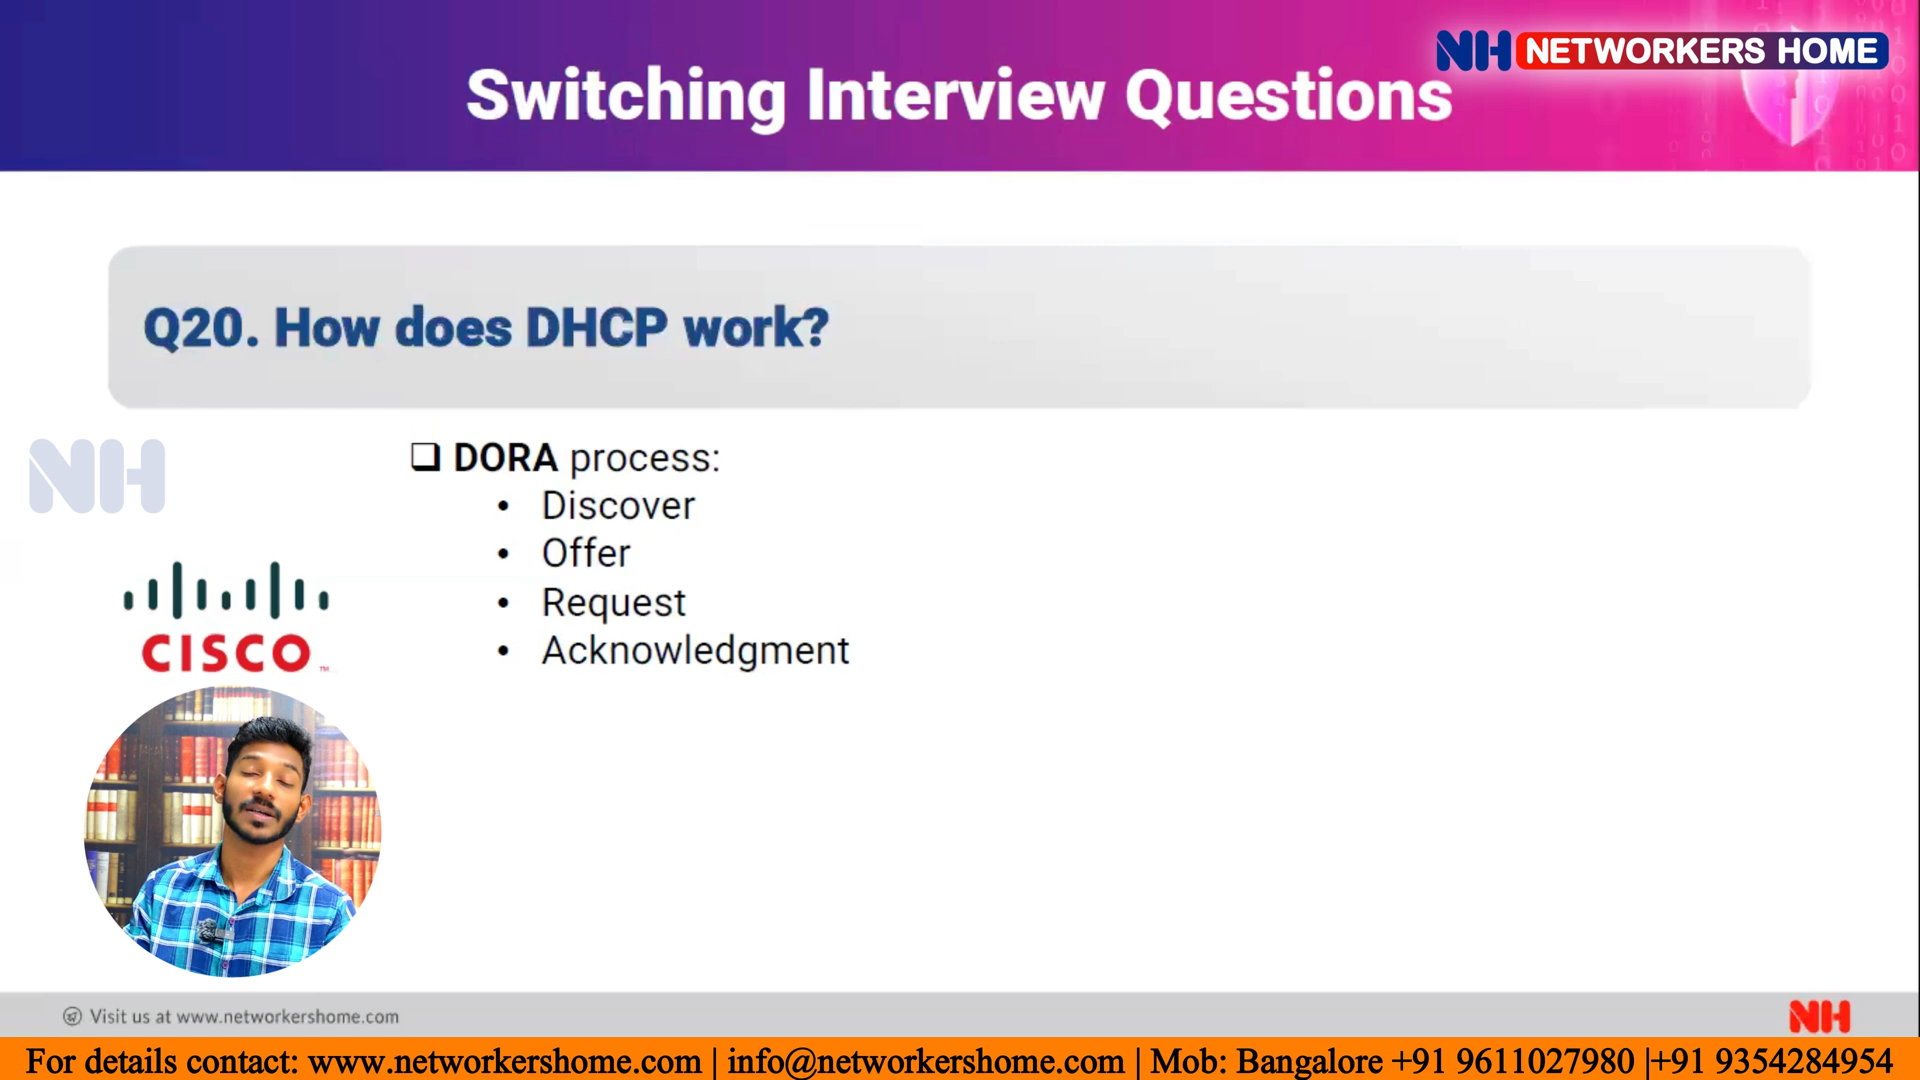 NH NETWORKERS HOME
Switching Interview Questions
Q20. How does DHCP work?
NH
❑ DORA process:
• Discover
• Offer
• Request
• Acknowledgment
CISCO™
Visit us at www.networkershome.com
NH
For details contact: www.networkershome.com | info@networkershome.com | Mob: Bangalore +91 9611027980 |+91 9354284954